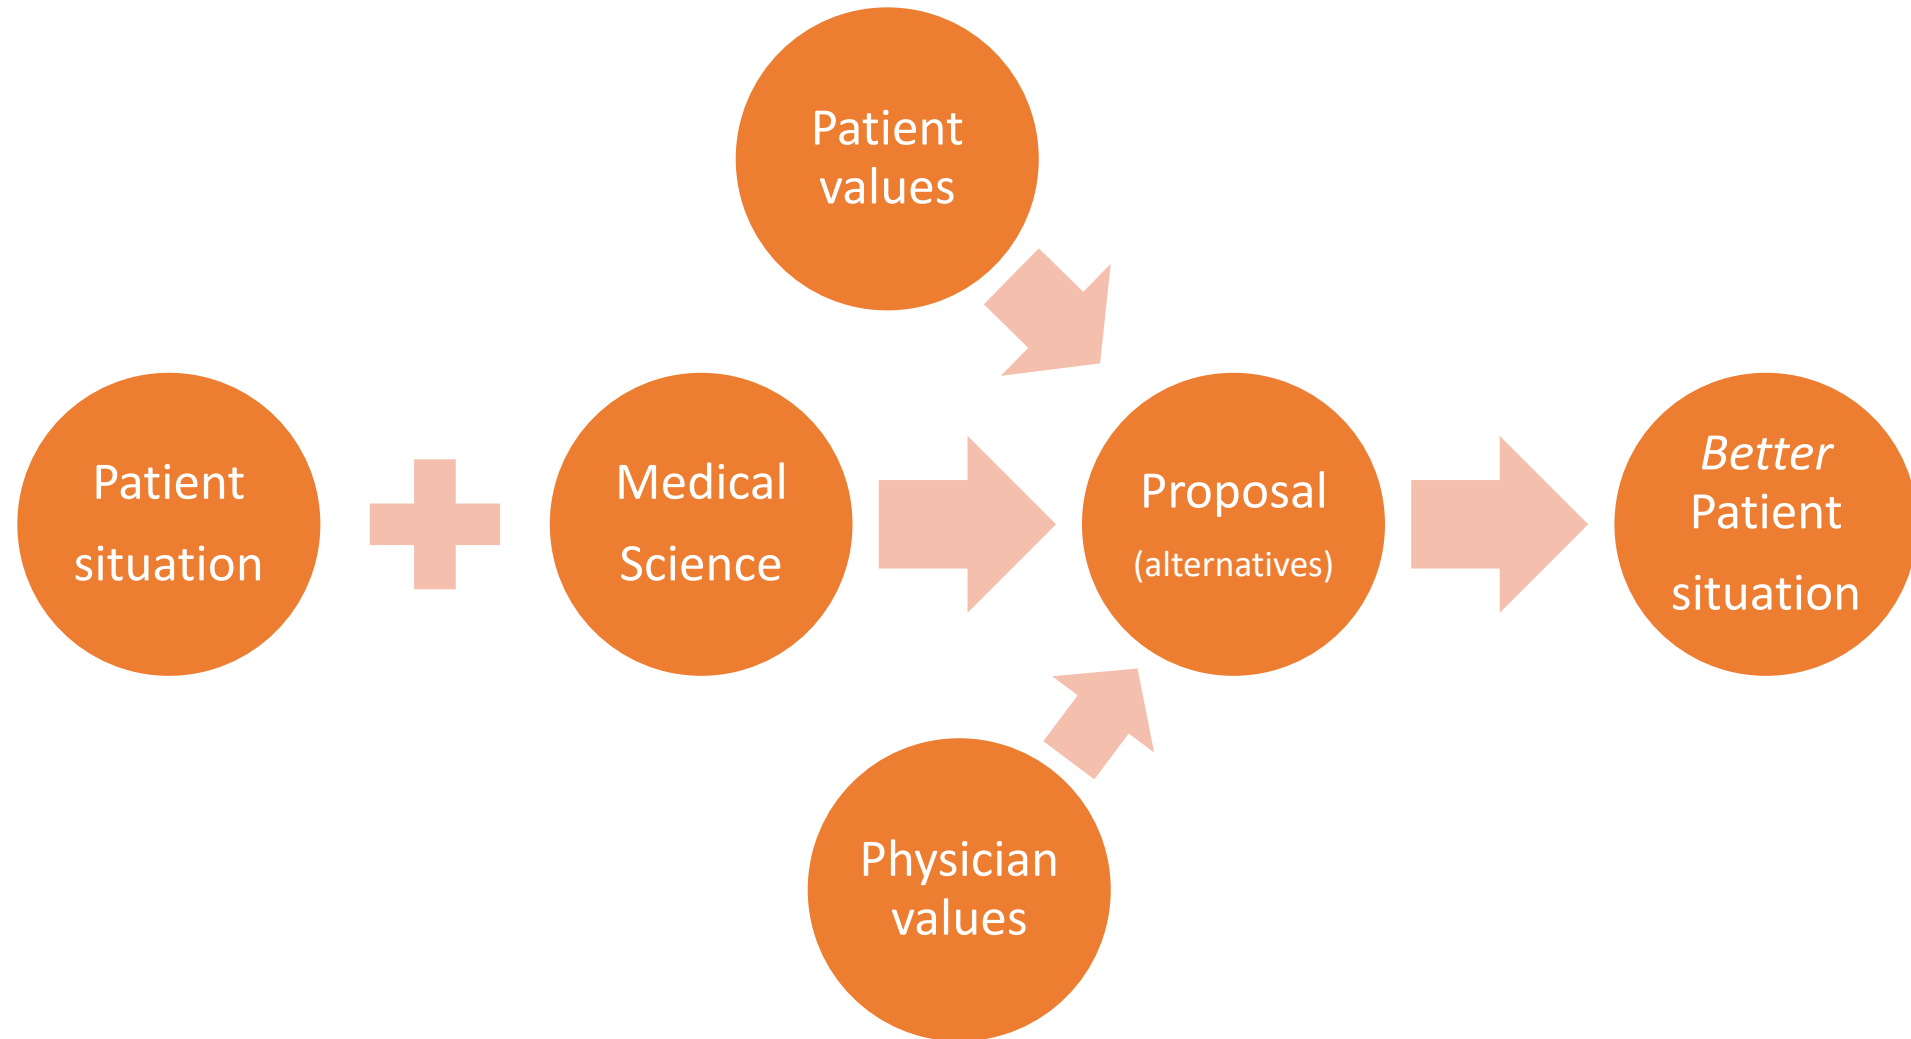 Patient
values
Patient
situation
Medical
Science
Proposal
(alternatives)
Better
Patient
situation
Physician
values